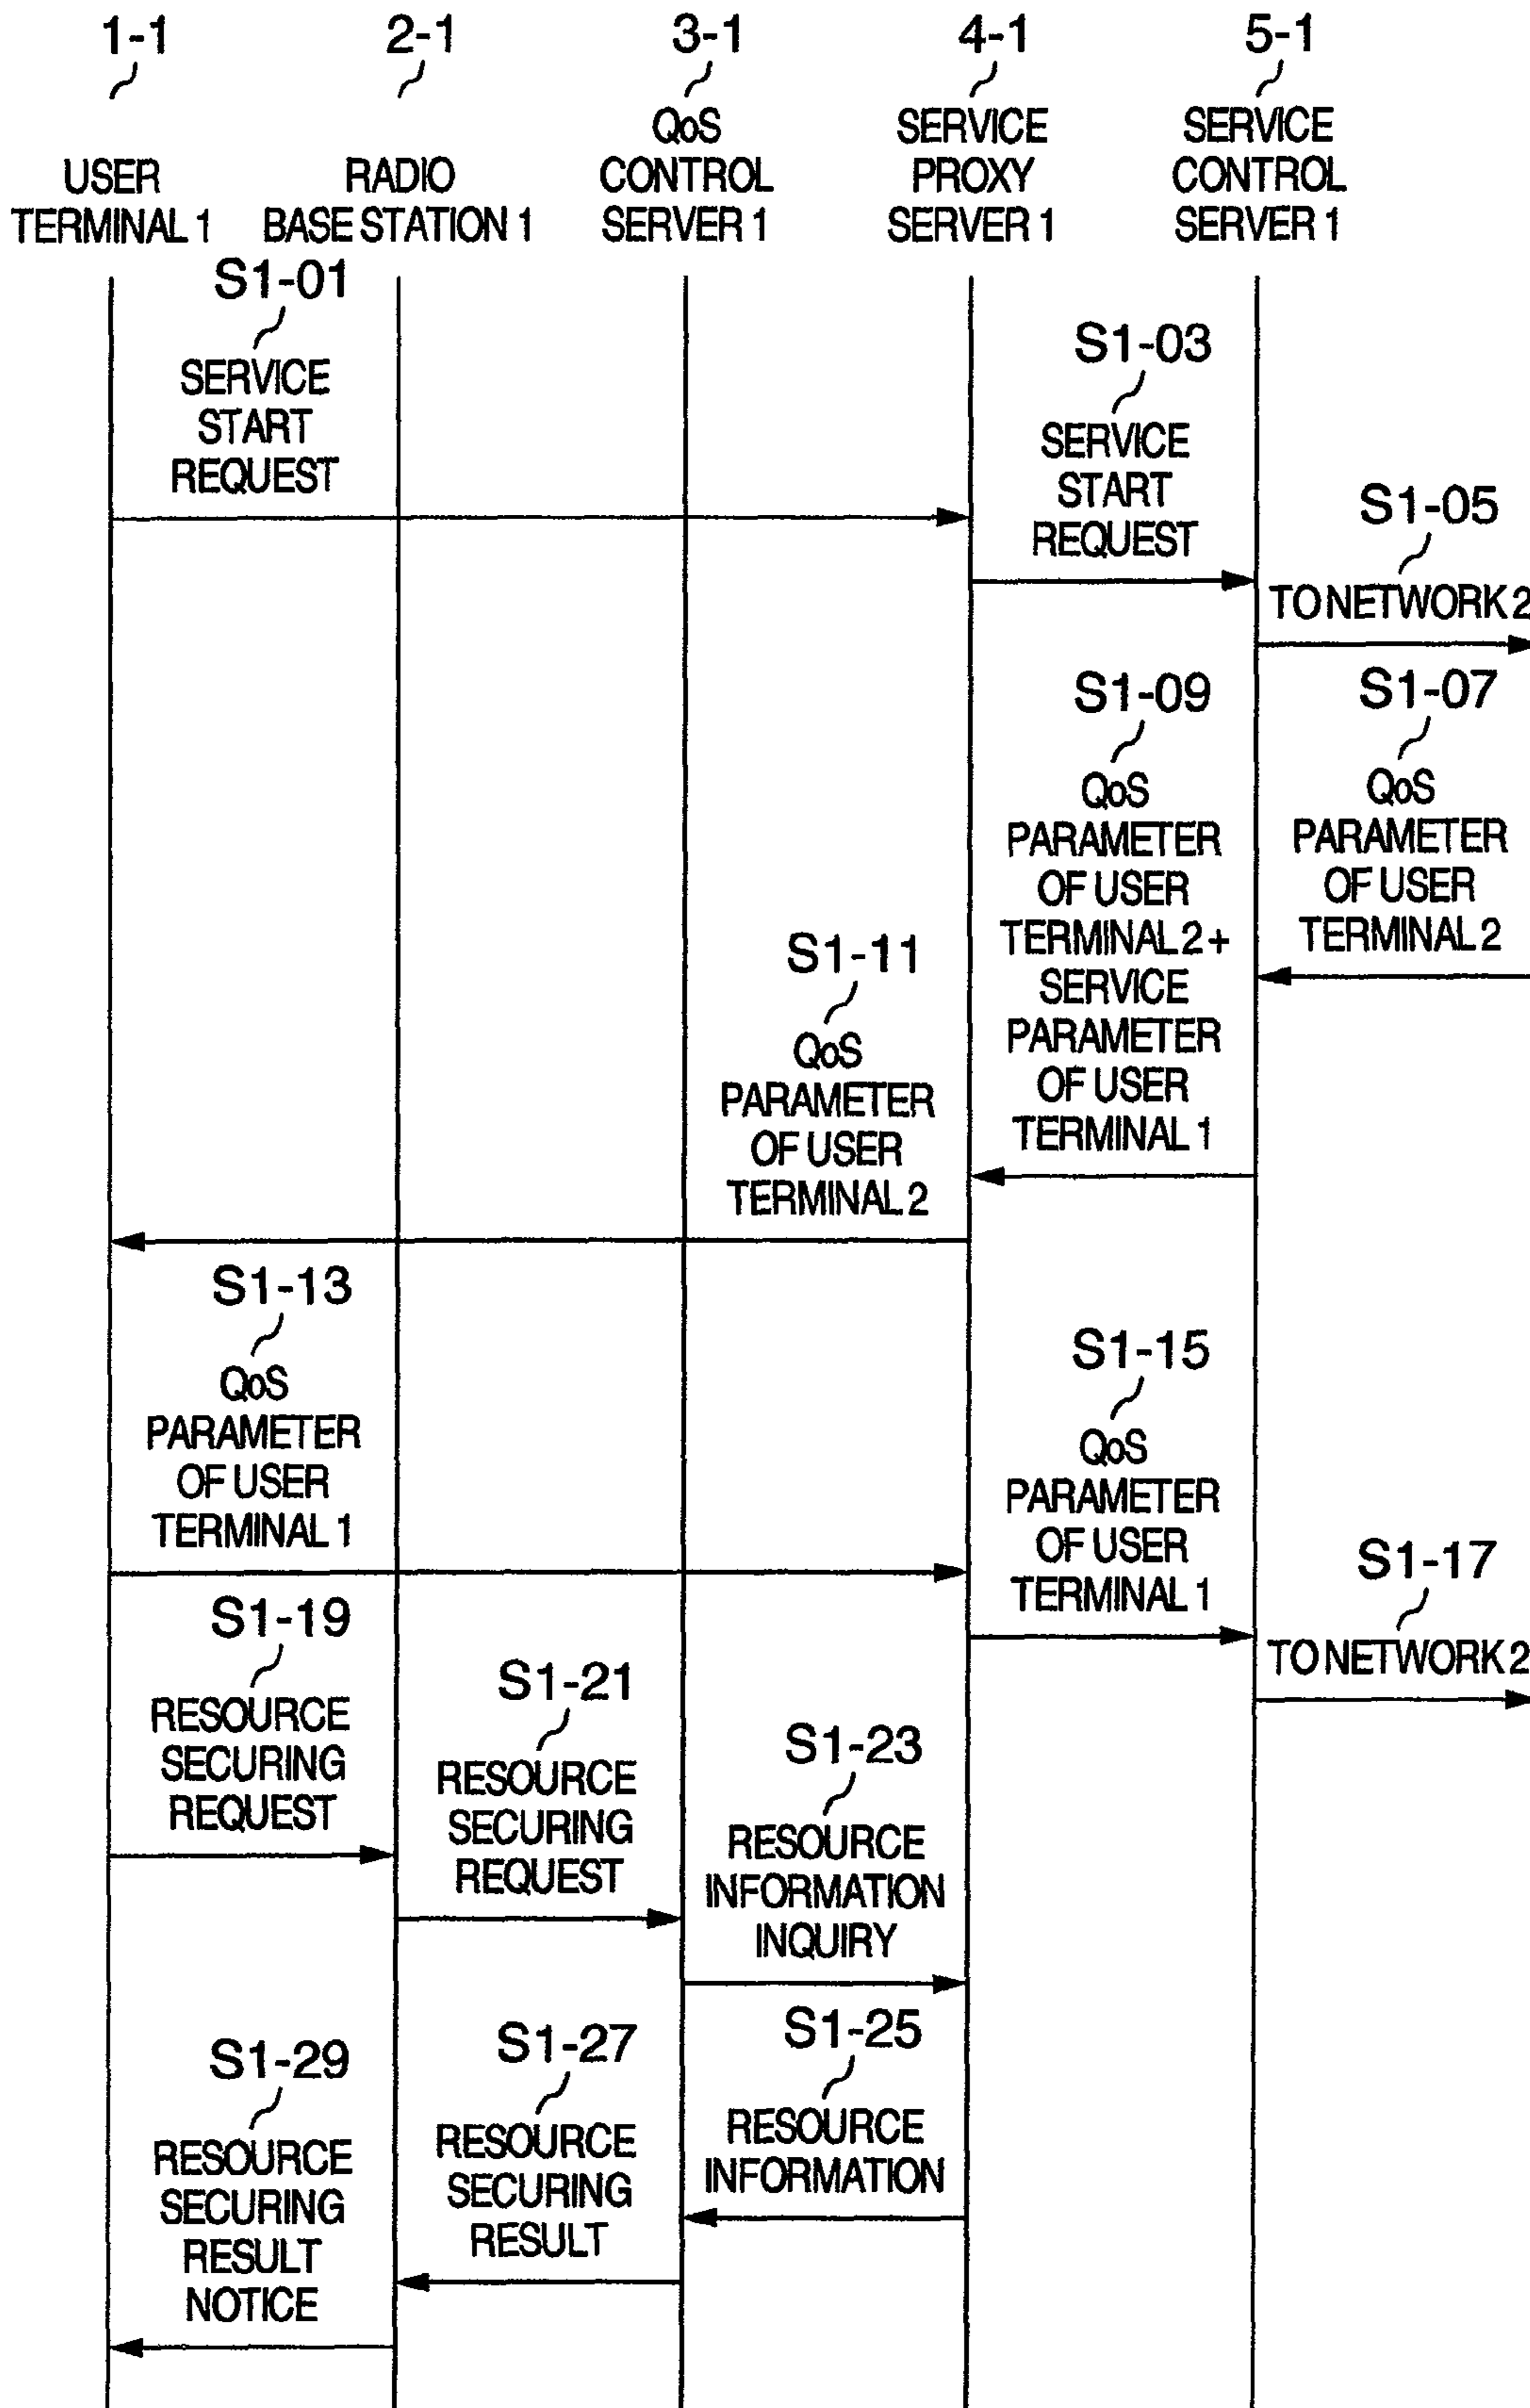 1-1
2-1
3-1
4-1
5-1
USER
TERMINAL 1
RADIO
BASE STATION 1
QoS
CONTROL
SERVER 1
SERVICE
PROXY
SERVER 1
SERVICE
CONTROL
SERVER 1
S1-01
SERVICE
START
REQUEST
S1-03
SERVICE
START
REQUEST
S1-05
TO NETWORK 2
S1-07
QoS
PARAMETER
OF USER
TERMINAL 2
S1-09
QoS
PARAMETER
OF USER
TERMINAL 2 +
SERVICE
PARAMETER
OF USER
TERMINAL 1
S1-11
QoS
PARAMETER
OF USER
TERMINAL 2
S1-13
QoS
PARAMETER
OF USER
TERMINAL 1
S1-15
QoS
PARAMETER
OF USER
TERMINAL 1
S1-17
TO NETWORK 2
S1-19
RESOURCE
SECURING
REQUEST
S1-21
RESOURCE
SECURING
REQUEST
S1-23
RESOURCE
INFORMATION
INQUIRY
S1-25
RESOURCE
INFORMATION
S1-27
RESOURCE
SECURING
RESULT
S1-29
RESOURCE
SECURING
RESULT
NOTICE